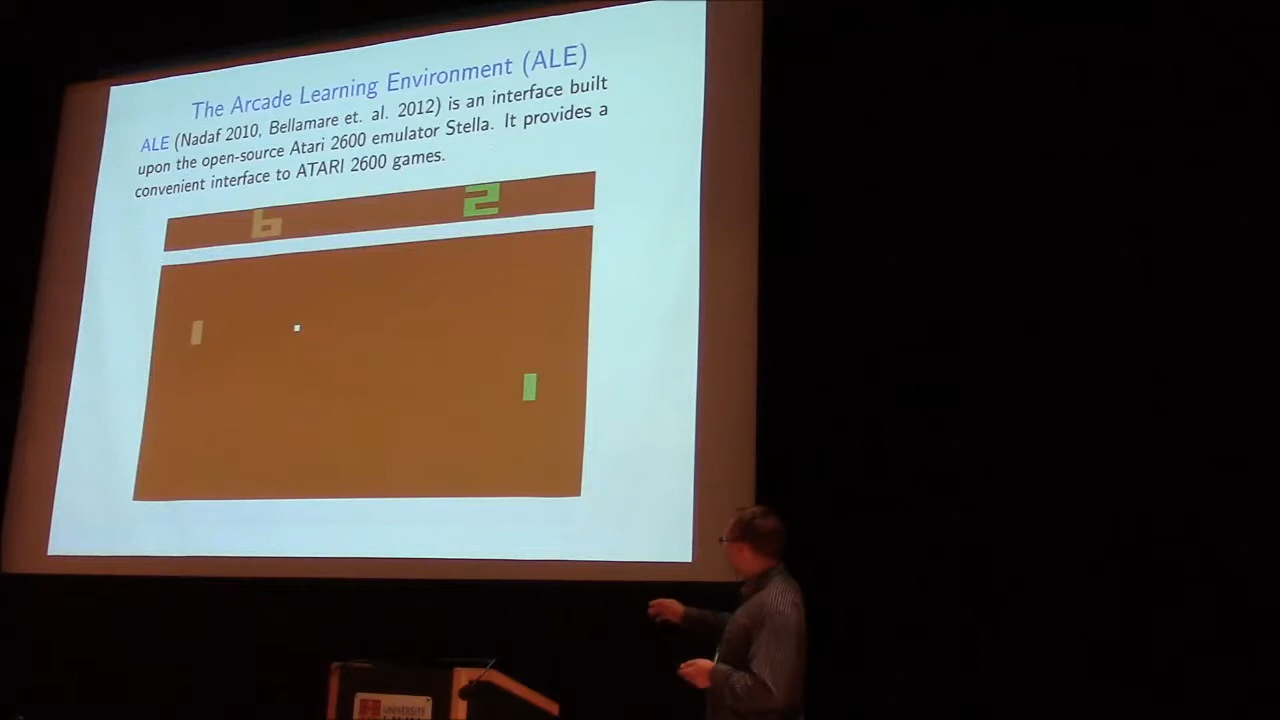 The Arcade Learning Environment (ALE)
ALE (Nadaf 2010, Bellamare et. al. 2012) is an interface built
upon the open-source Atari 2600 emulator Stella. It provides a
convenient interface to ATARI 2600 games.
6 2
UNIVERSITÉ